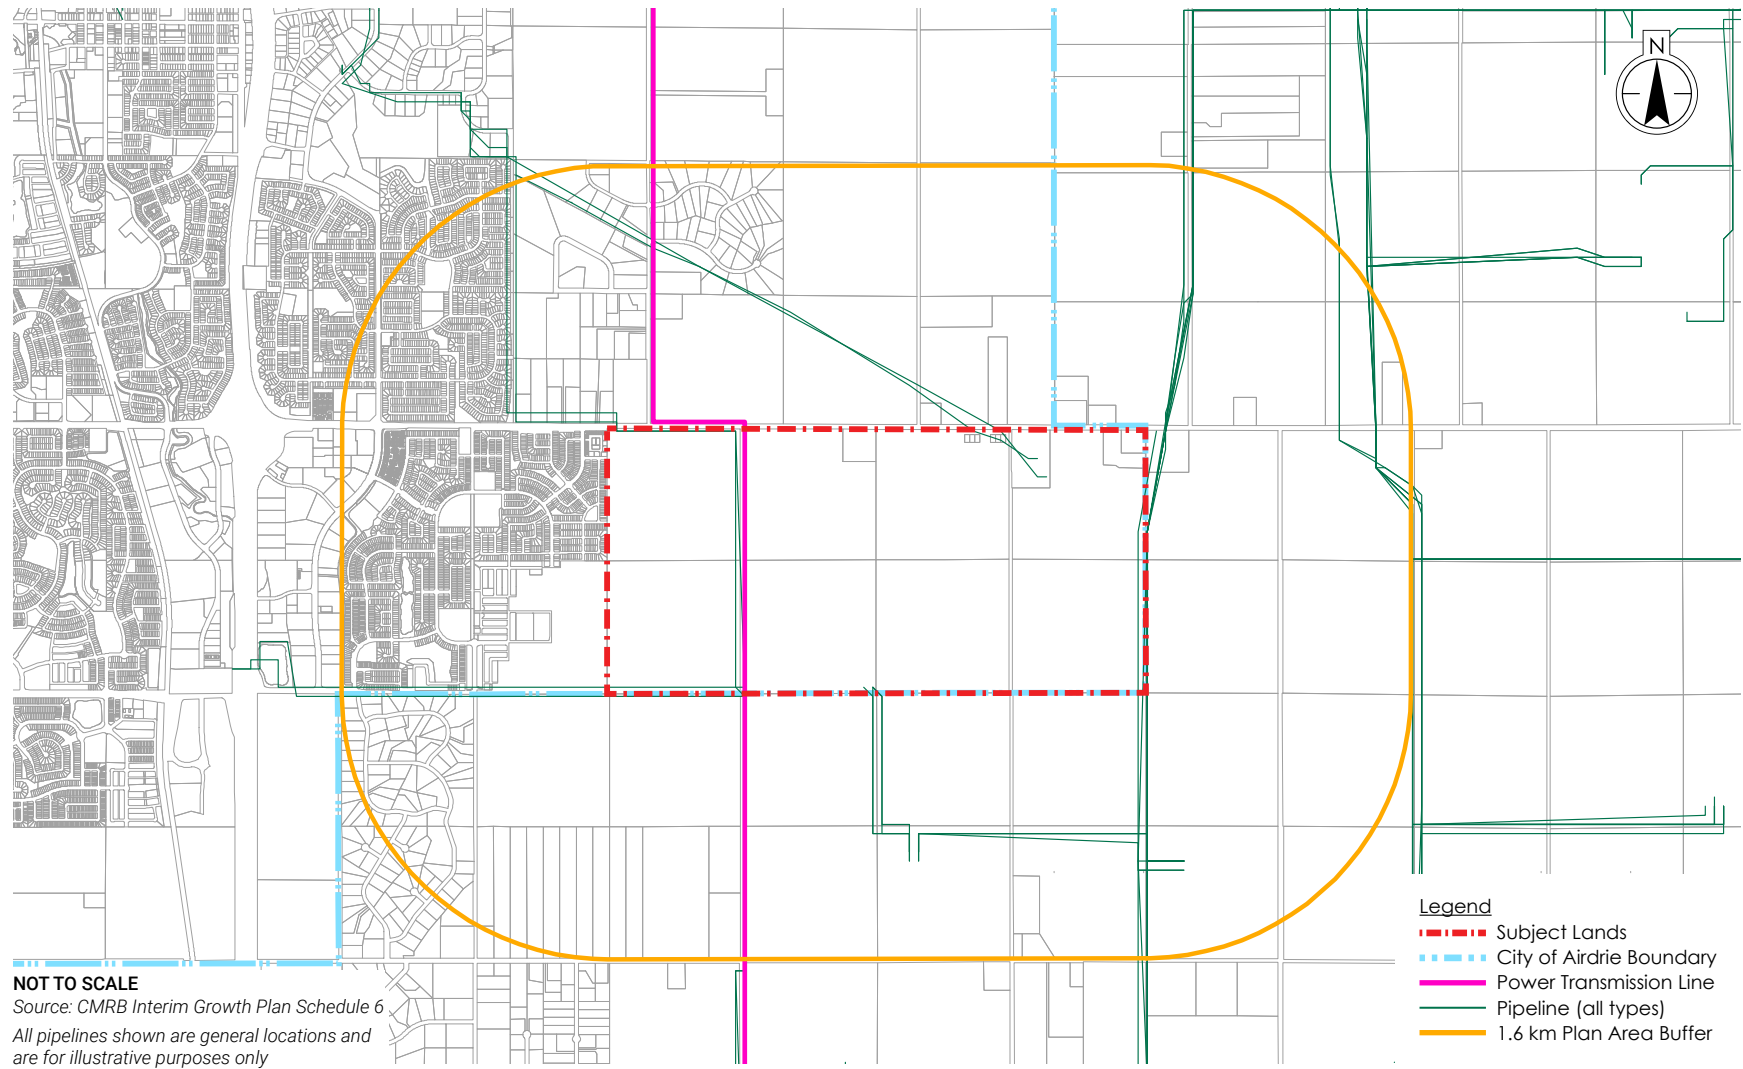 N
Legend
Subject Lands
City of Airdrie Boundary
Power Transmission Line
Pipeline (all types)
1.6 km Plan Area Buffer
NOT TO SCALE
Source: CMRB Interim Growth Plan Schedule 6
All pipelines shown are general locations and
are for illustrative purposes only